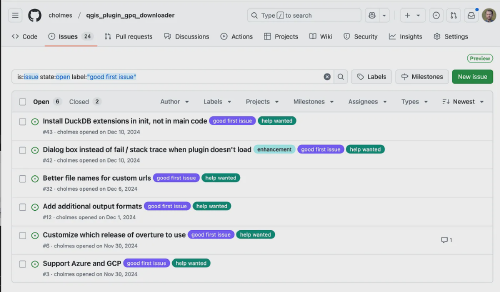 cholmes / qgis_plugin_gpq_downloader
Type / to search
Code Issues 24 Pull requests Discussions Actions Projects Wiki Security Insights Settings
Preview
is:issue state:open label:"good first issue"
Labels Milestones New issue
Open 6 Closed 2 Author Labels Projects Milestones Assignees Types Newest
Install DuckDB extensions in init, not in main code good first issue help wanted
#43 · cholmes opened on Dec 10, 2024
Dialog box instead of fail / stack trace when plugin doesn't load enhancement good first issue help wanted
#42 · cholmes opened on Dec 10, 2024
Better file names for custom urls good first issue help wanted
#32 · cholmes opened on Dec 6, 2024
Add additional output formats good first issue help wanted
#12 · cholmes opened on Dec 1, 2024
Customize which release of overture to use good first issue help wanted
#6 · cholmes opened on Nov 30, 2024
1
Support Azure and GCP good first issue help wanted
#3 · cholmes opened on Nov 30, 2024